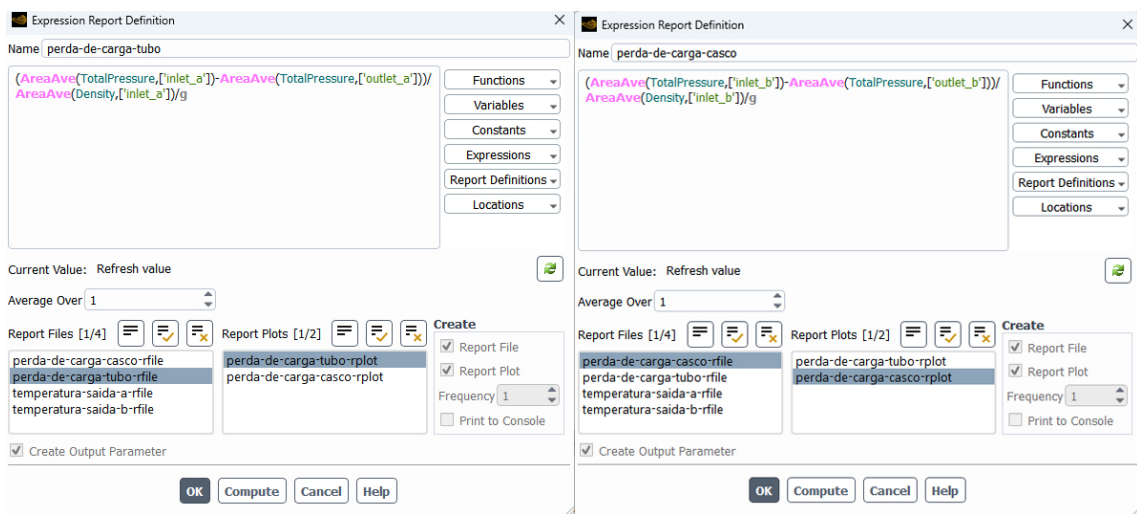 Expression Report Definition
Name perda-de-carga-tubo
(AreaAve(TotalPressure,['inlet_a'])-AreaAve(TotalPressure,['outlet_a']))/
AreaAve(Density,['inlet_a'])/g
Functions
Variables
Constants
Expressions
Report Definitions
Locations
Current Value: Refresh value
Average Over 1
Report Files [1/4]
perda-de-carga-casco-rfile
perda-de-carga-tubo-rfile
temperatura-saida-a-rfile
temperatura-saida-b-rfile
Report Plots [1/2]
perda-de-carga-tubo-rplot
perda-de-carga-casco-rplot
Create
Report File
Report Plot
Frequency 1
Print to Console
Create Output Parameter
OK Compute Cancel Help
Expression Report Definition
Name perda-de-carga-casco
(AreaAve(TotalPressure,['inlet_b'])-AreaAve(TotalPressure,['outlet_b']))/
AreaAve(Density,['inlet_b'])/g
Functions
Variables
Constants
Expressions
Report Definitions
Locations
Current Value: Refresh value
Average Over 1
Report Files [1/4]
perda-de-carga-casco-rfile
perda-de-carga-tubo-rfile
temperatura-saida-a-rfile
temperatura-saida-b-rfile
Report Plots [1/2]
perda-de-carga-tubo-rplot
perda-de-carga-casco-rplot
Create
Report File
Report Plot
Frequency 1
Print to Console
Create Output Parameter
OK Compute Cancel Help